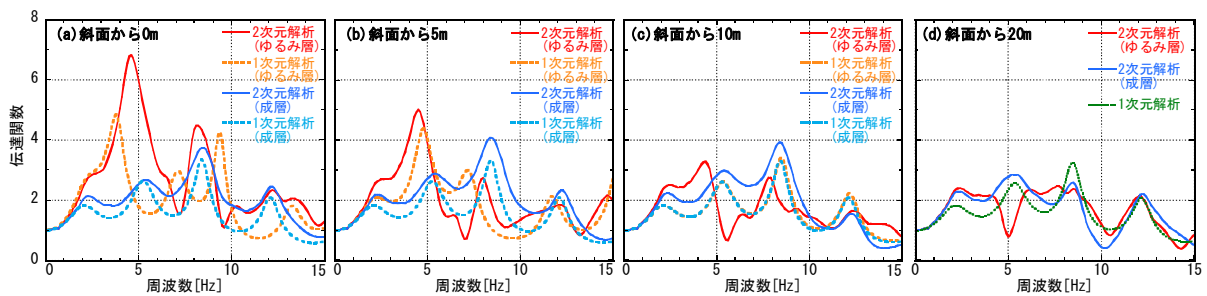 伝達関数
8
6
4
2
0
(a)斜面から0m
2次元解析
(ゆるみ層)
1次元解析
(ゆるみ層)
2次元解析
(成層)
1次元解析
(成層)
0 5 10 15
周波数[Hz]
(b)斜面から5m
2次元解析
(ゆるみ層)
1次元解析
(ゆるみ層)
2次元解析
(成層)
1次元解析
(成層)
0 5 10 15
周波数[Hz]
(c)斜面から10m
2次元解析
(ゆるみ層)
1次元解析
(ゆるみ層)
2次元解析
(成層)
1次元解析
(成層)
0 5 10 15
周波数[Hz]
(d)斜面から20m
2次元解析
(ゆるみ層)
2次元解析
(成層)
1次元解析
0 5 10 15
周波数[Hz]